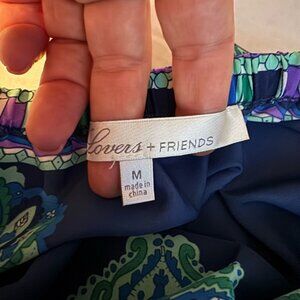 Lovers + FRIENDS
M
made in
china